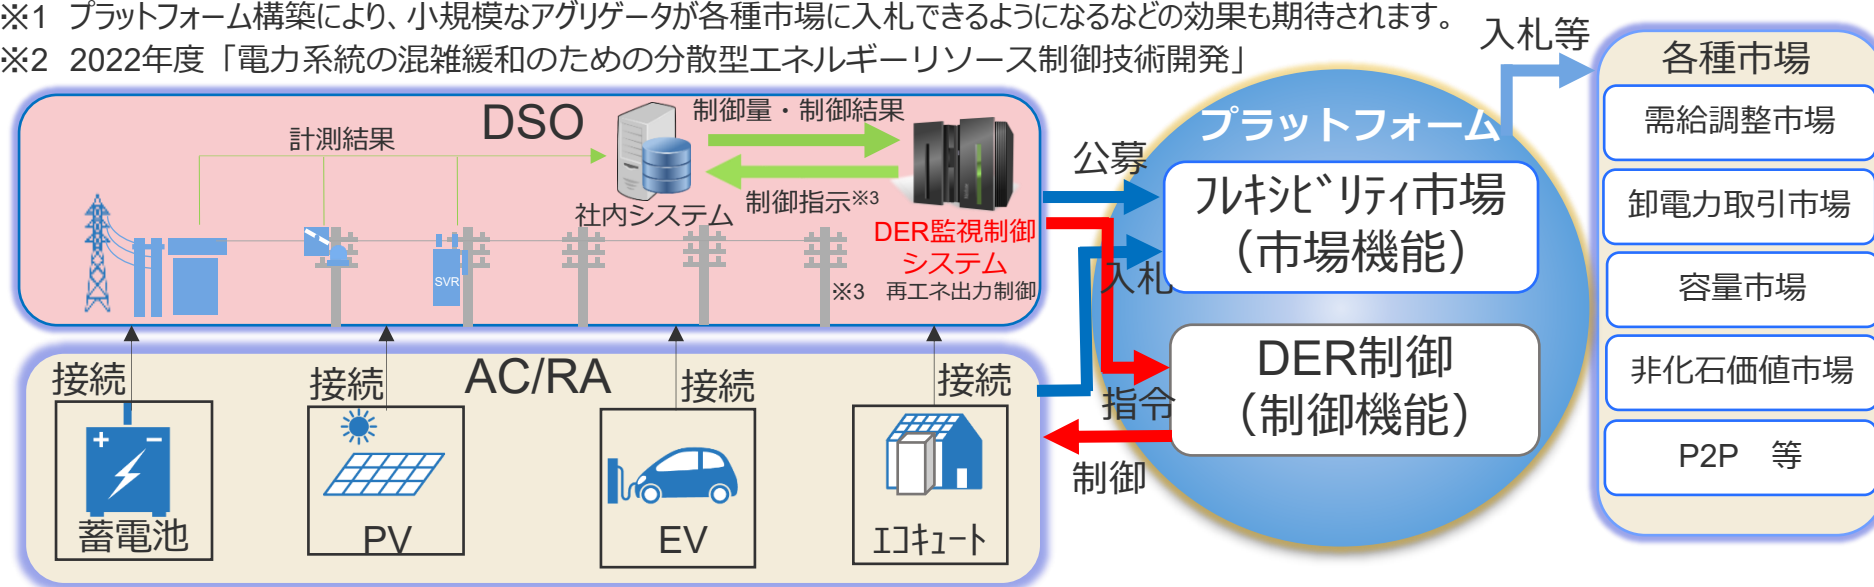 ※1 プラットフォーム構築により、小規模なアグリゲータが各種市場に入札できるようになるなどの効果も期待されます。
※2 2022年度「電力系統の混雑緩和のための分散型エネルギーリソース制御技術開発」
入札等
各種市場
需給調整市場
卸電力取引市場
容量市場
非化石価値市場
P2P 等
DSO
計測結果
制御量・制御結果
社内システム
制御指示※3
DER監視制御
システム
※3 再エネ出力制御
SVR
プラットフォーム
公募
フレキシビリティ市場
（市場機能）
入札
DER制御
（制御機能）
指令
制御
AC/RA
接続
接続
接続
接続
蓄電池
PV
EV
エコキュート